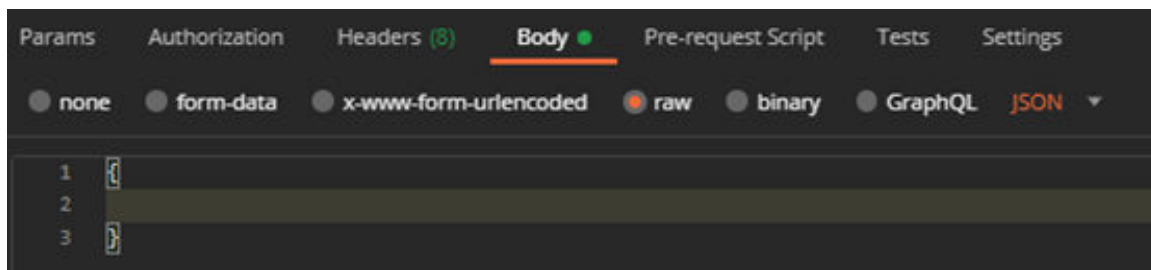 Params Authorization Headers (8) Body Pre-request Script Tests Settings
none form-data x-www-form-urlencoded raw binary GraphQL JSON
1 {
2
3 }